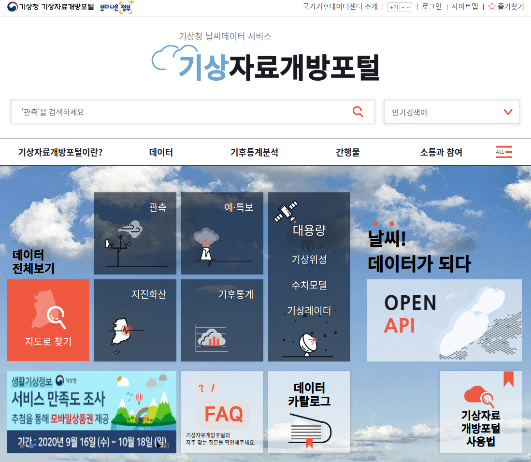 기상청 기상자료개방포털 보다나은 정부
국가기후데이터센터 소개 로그인 사이트맵 ☆ 즐겨찾기
기상청 날씨데이터 서비스
기상자료개방포털
'관측'을 검색하세요
인기검색어
기상자료개방포털이란? 데이터 기후통계분석 간행물 소통과 참여 ALL
데이터
전체보기
관측
예·특보
대용량
기상위성
수치모델
기상레이더
날씨!
데이터가 되다
지도로 찾기
지진화산
기후통계
OPEN
API
생활기상정보 기상청
서비스 만족도 조사
추첨을 통해 모바일상품권 제공
기간 : 2020년 9월 16일(수) ~ 10월 18일(일)
? !
FAQ
기상자료개방포털의
자주 찾는 질문을 확인해주세요.
데이터
카탈로그
기상자료
개방포털
사용법